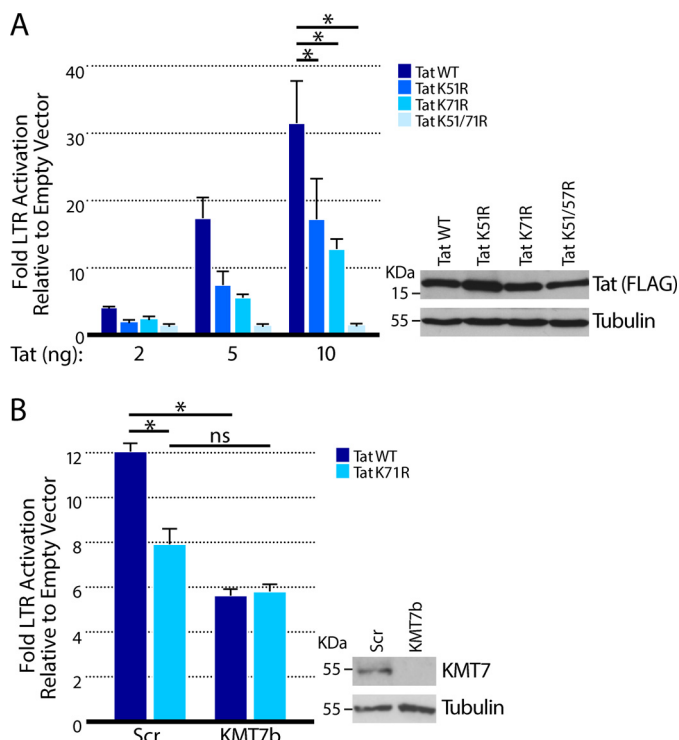 A
* 
*
*
40
30
20
10
0
Fold LTR Activation
Relative to Empty Vector
Tat WT
Tat K51R
Tat K71R
Tat K51/71R
Tat (ng):
2
5
10
Tat WT
Tat K51R
Tat K71R
Tat K51/57R
KDa
15
55
Tat (FLAG)
Tubulin
B
*
*
ns
12
10
8
6
4
2
0
Fold LTR Activation
Relative to Empty Vector
Tat WT
Tat K71R
Scr
KMT7b
Scr
KMT7b
KDa
55
55
KMT7
Tubulin